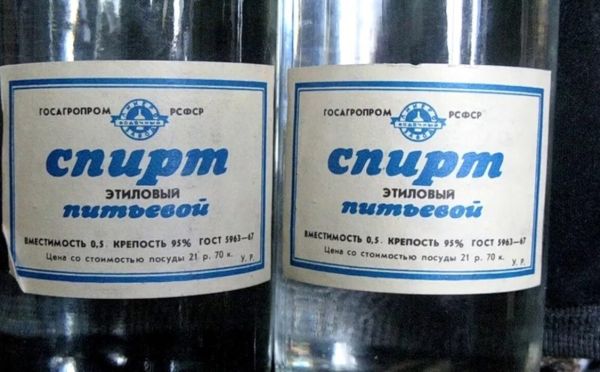 ГОСАГРОПРОМ РСФСР
спирт
ЭТИЛОВЫЙ
питьевой
ВМЕСТИМОСТЬ 0,5. КРЕПОСТЬ 95% ГОСТ 5963—67
Цена со стоимостью посуды 21 р. 70 к. У. Р.
ГОСАГРОПРОМ РСФСР
спирт
ЭТИЛОВЫЙ
питьевой
ВМЕСТИМОСТЬ 0,5. КРЕПОСТЬ 95% ГОСТ 5963—67
Цена со стоимостью посуды 21 р. 70 к. У. Р.